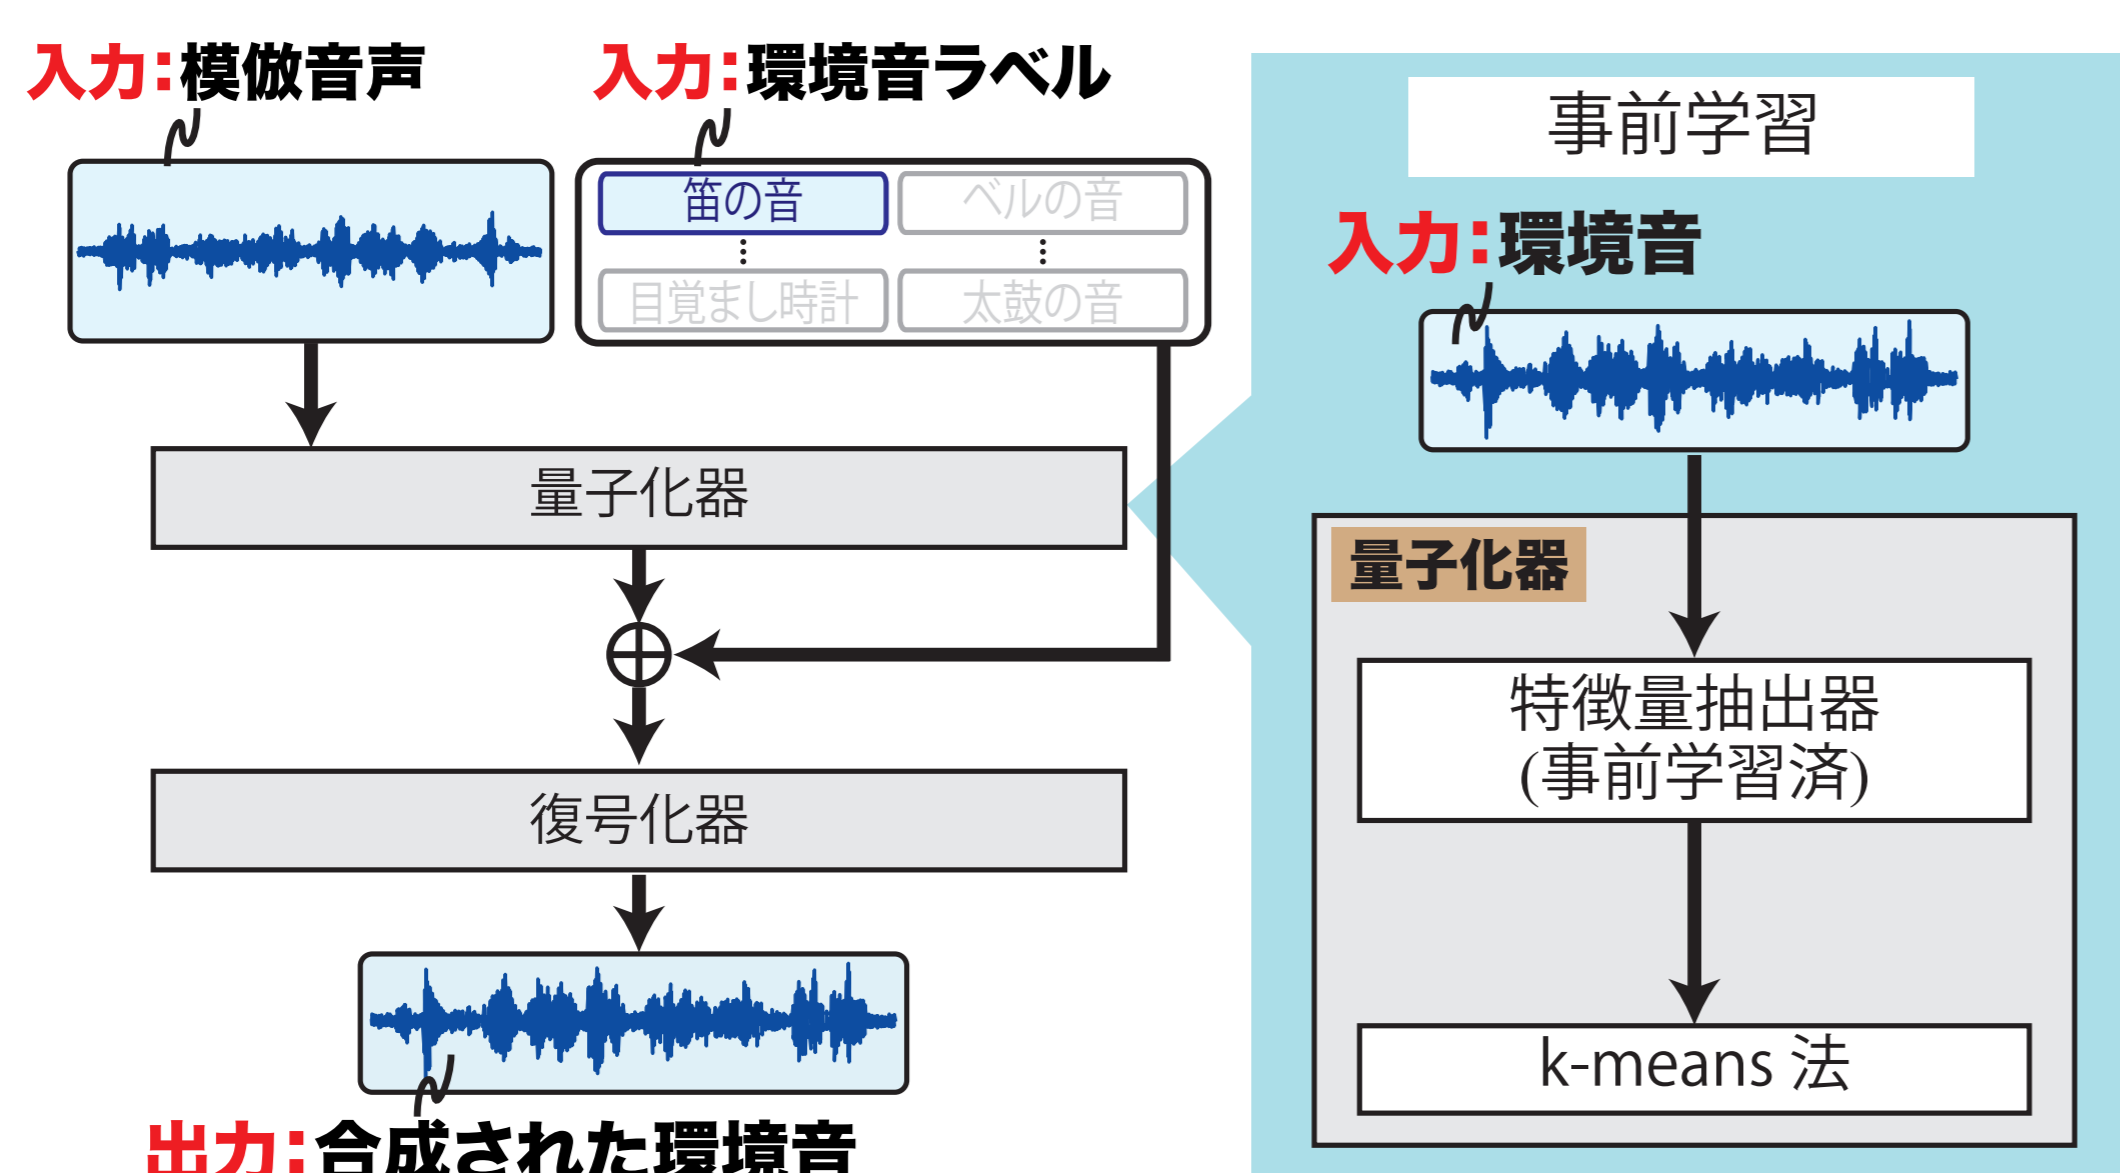 入力:模倣音声
入力:環境音ラベル
笛の音
ベルの音
目覚まし時計
太鼓の音
量子化器
復号化器
出力:合成された環境音
事前学習
入力:環境音
量子化器
特徴量抽出器
(事前学習済)
k-means 法